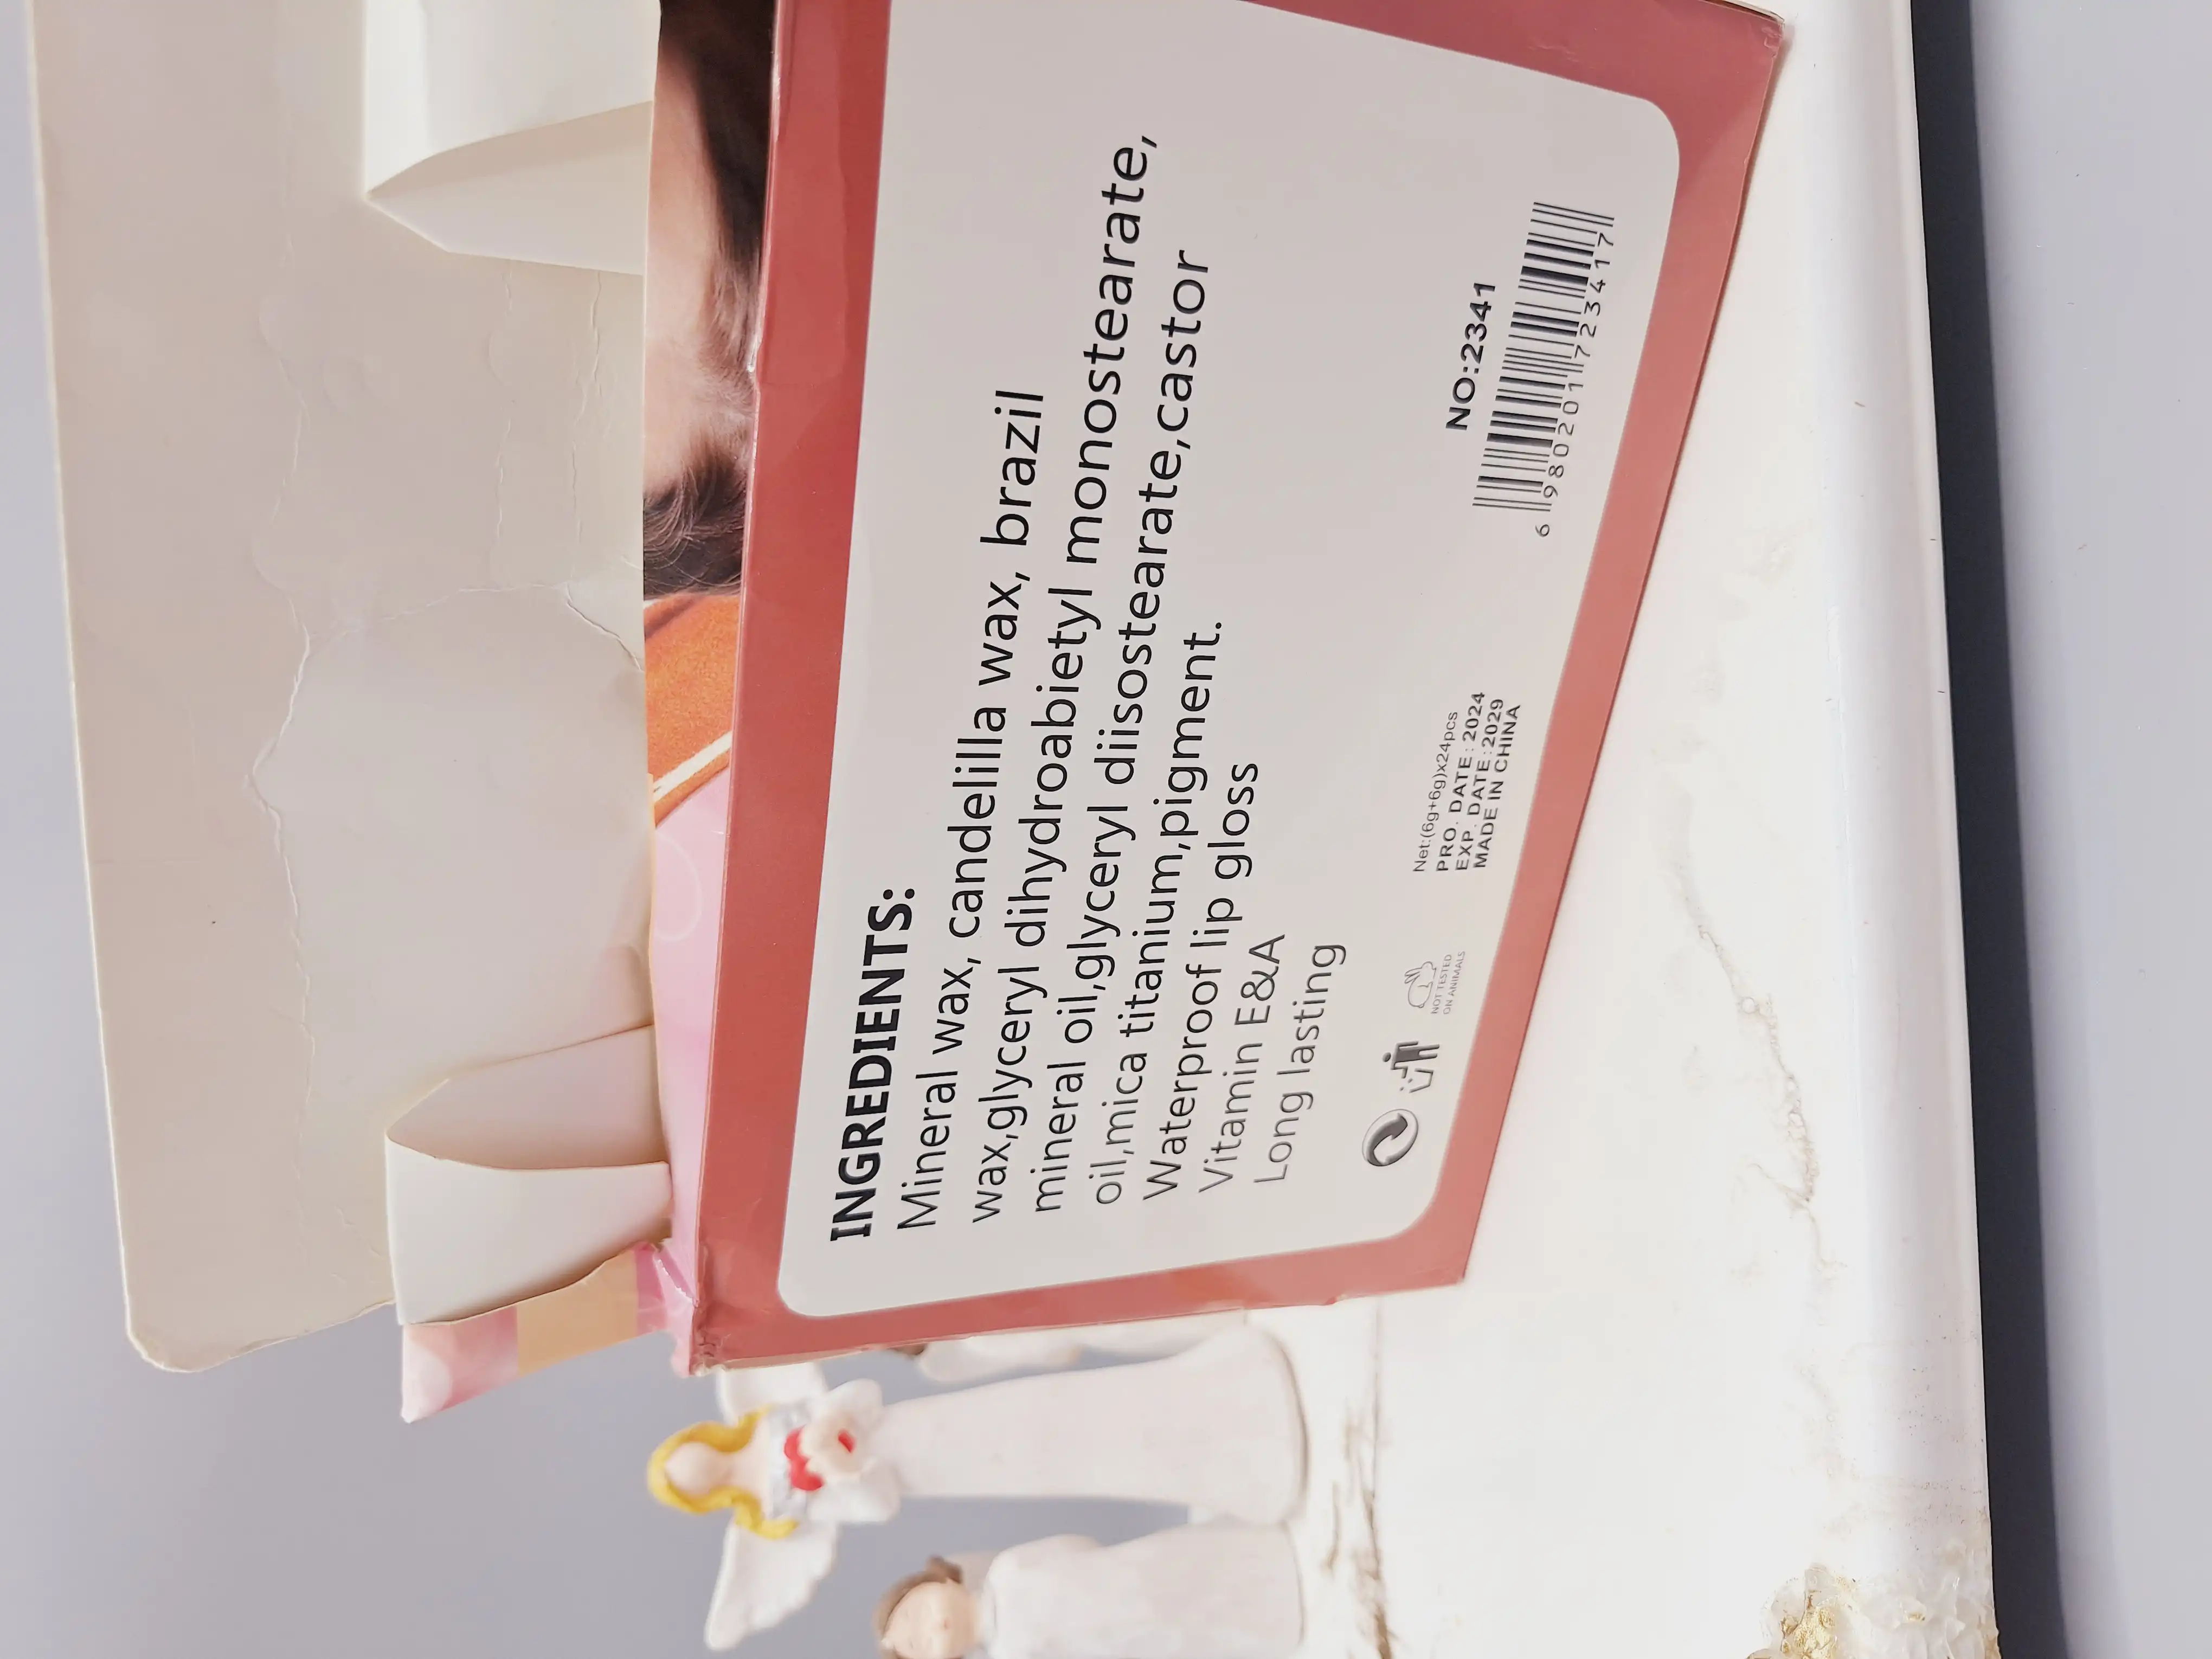 INGREDIENTS:
Mineral wax, candelilla wax, brazil
wax,glyceryl dihydroabietyl monostearate,
mineral oil,glyceryl diisostearate,castor
oil,mica titanium,pigment.
Waterproof lip gloss
Vitamin E&A
Long lasting
NOT TESTED
ON ANIMALS
Net:(6g+6g)x24pcs
PRO. DATE: 2024
EXP. DATE:2029
MADE IN CHINA
NO:2341
6 980201 723417